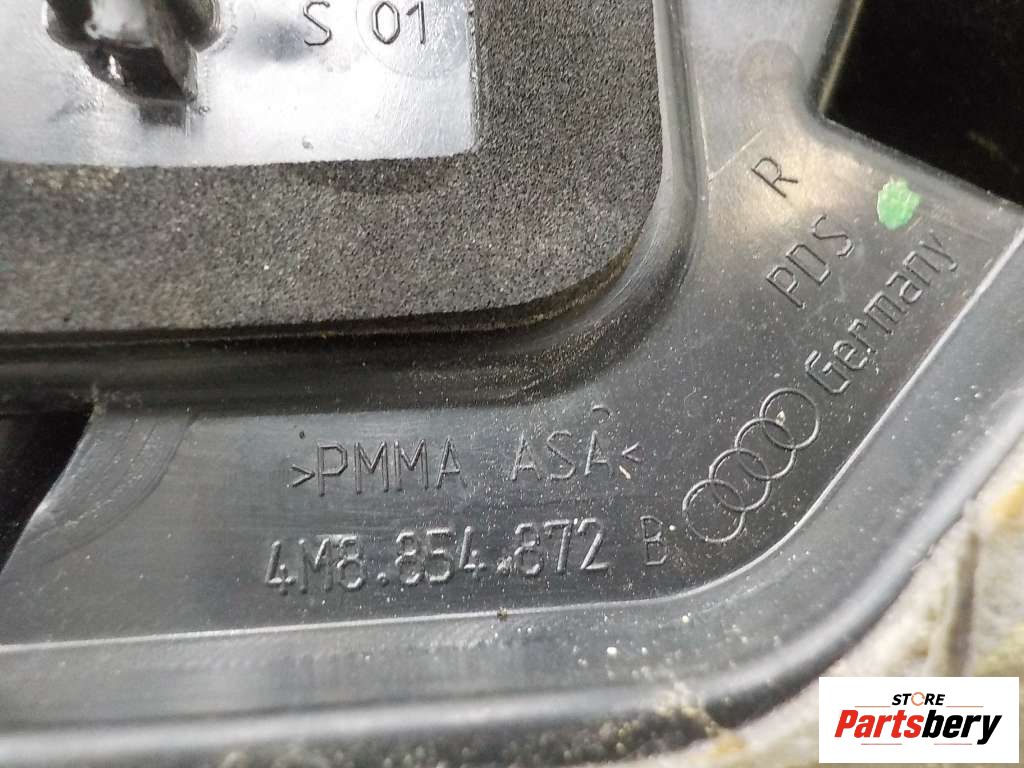 S 01
R
PDS
Germany
>PMMA ASA<
4M8.854.872 B
STORE
Partsbery